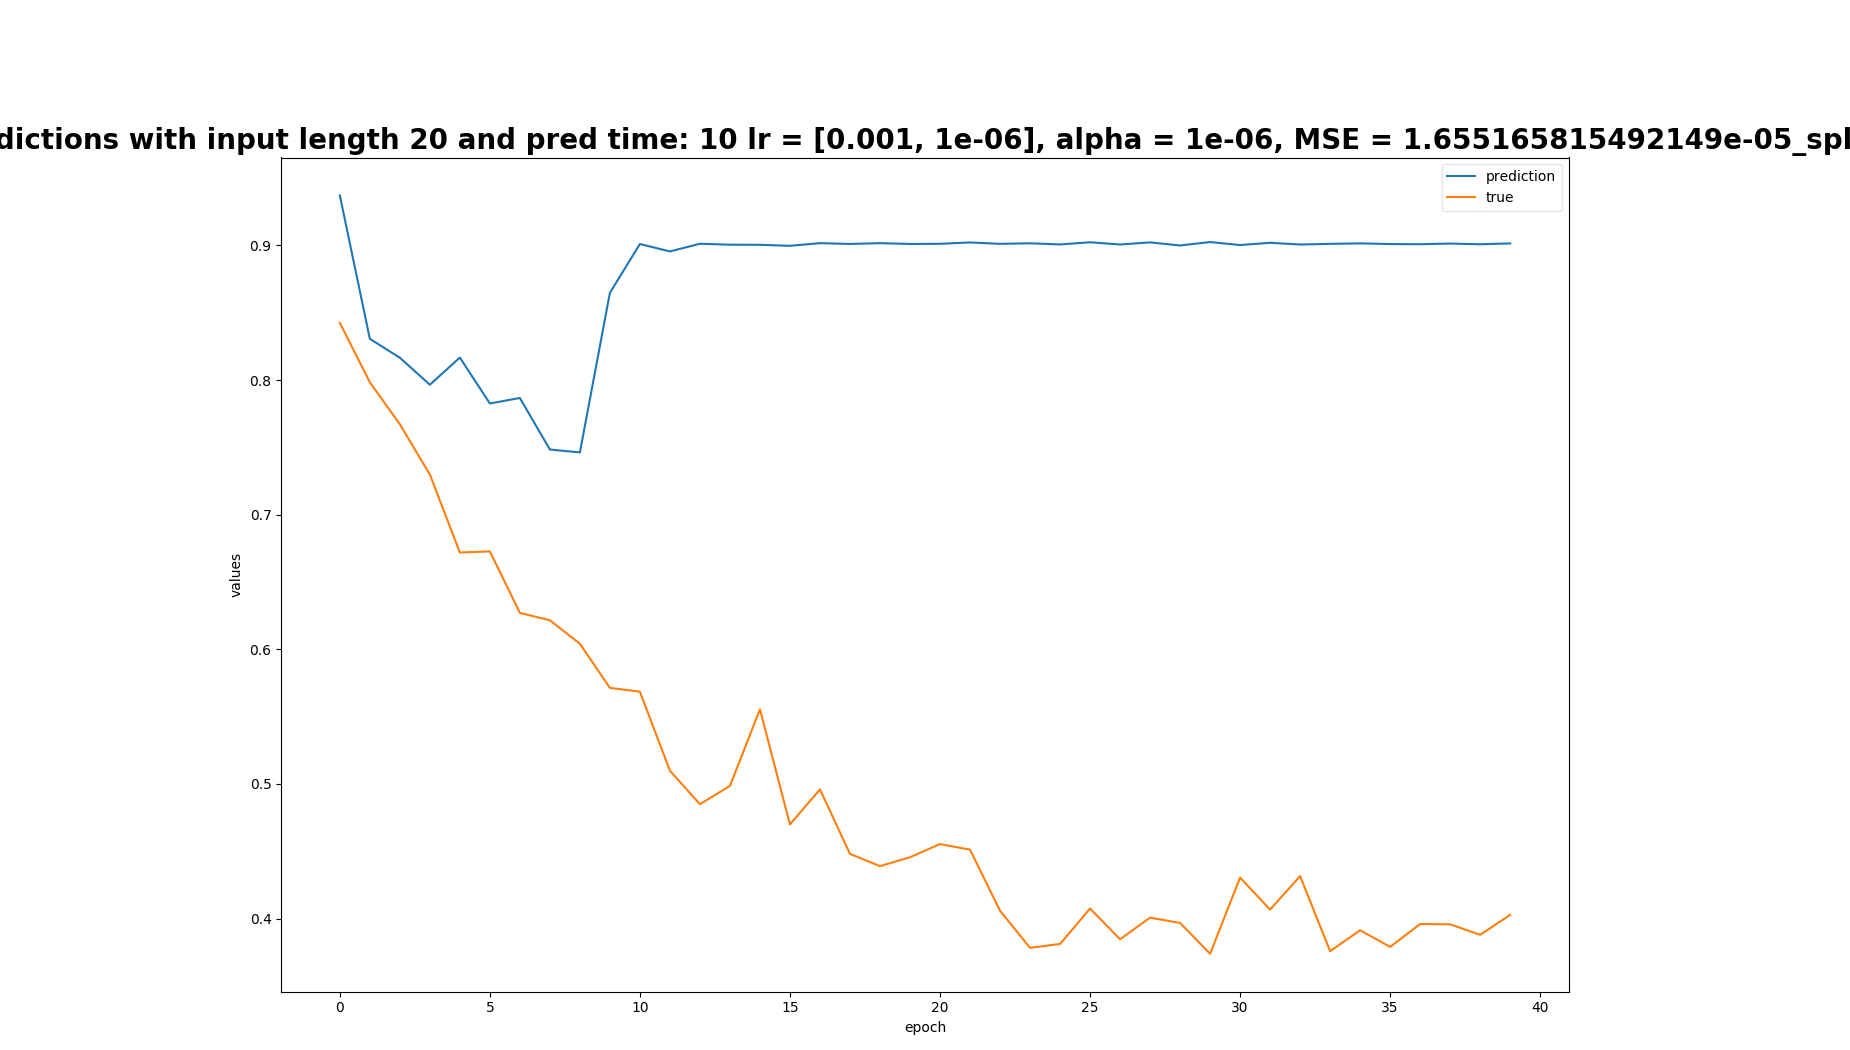 dictions with input length 20 and pred time: 10 lr = [0.001, 1e-06], alpha = 1e-06, MSE = 1.655165815492149e-05_spl
prediction
true
0.9
0.8
0.7
0.6
0.5
0.4
values
0 5 10 15 20 25 30 35 40
epoch